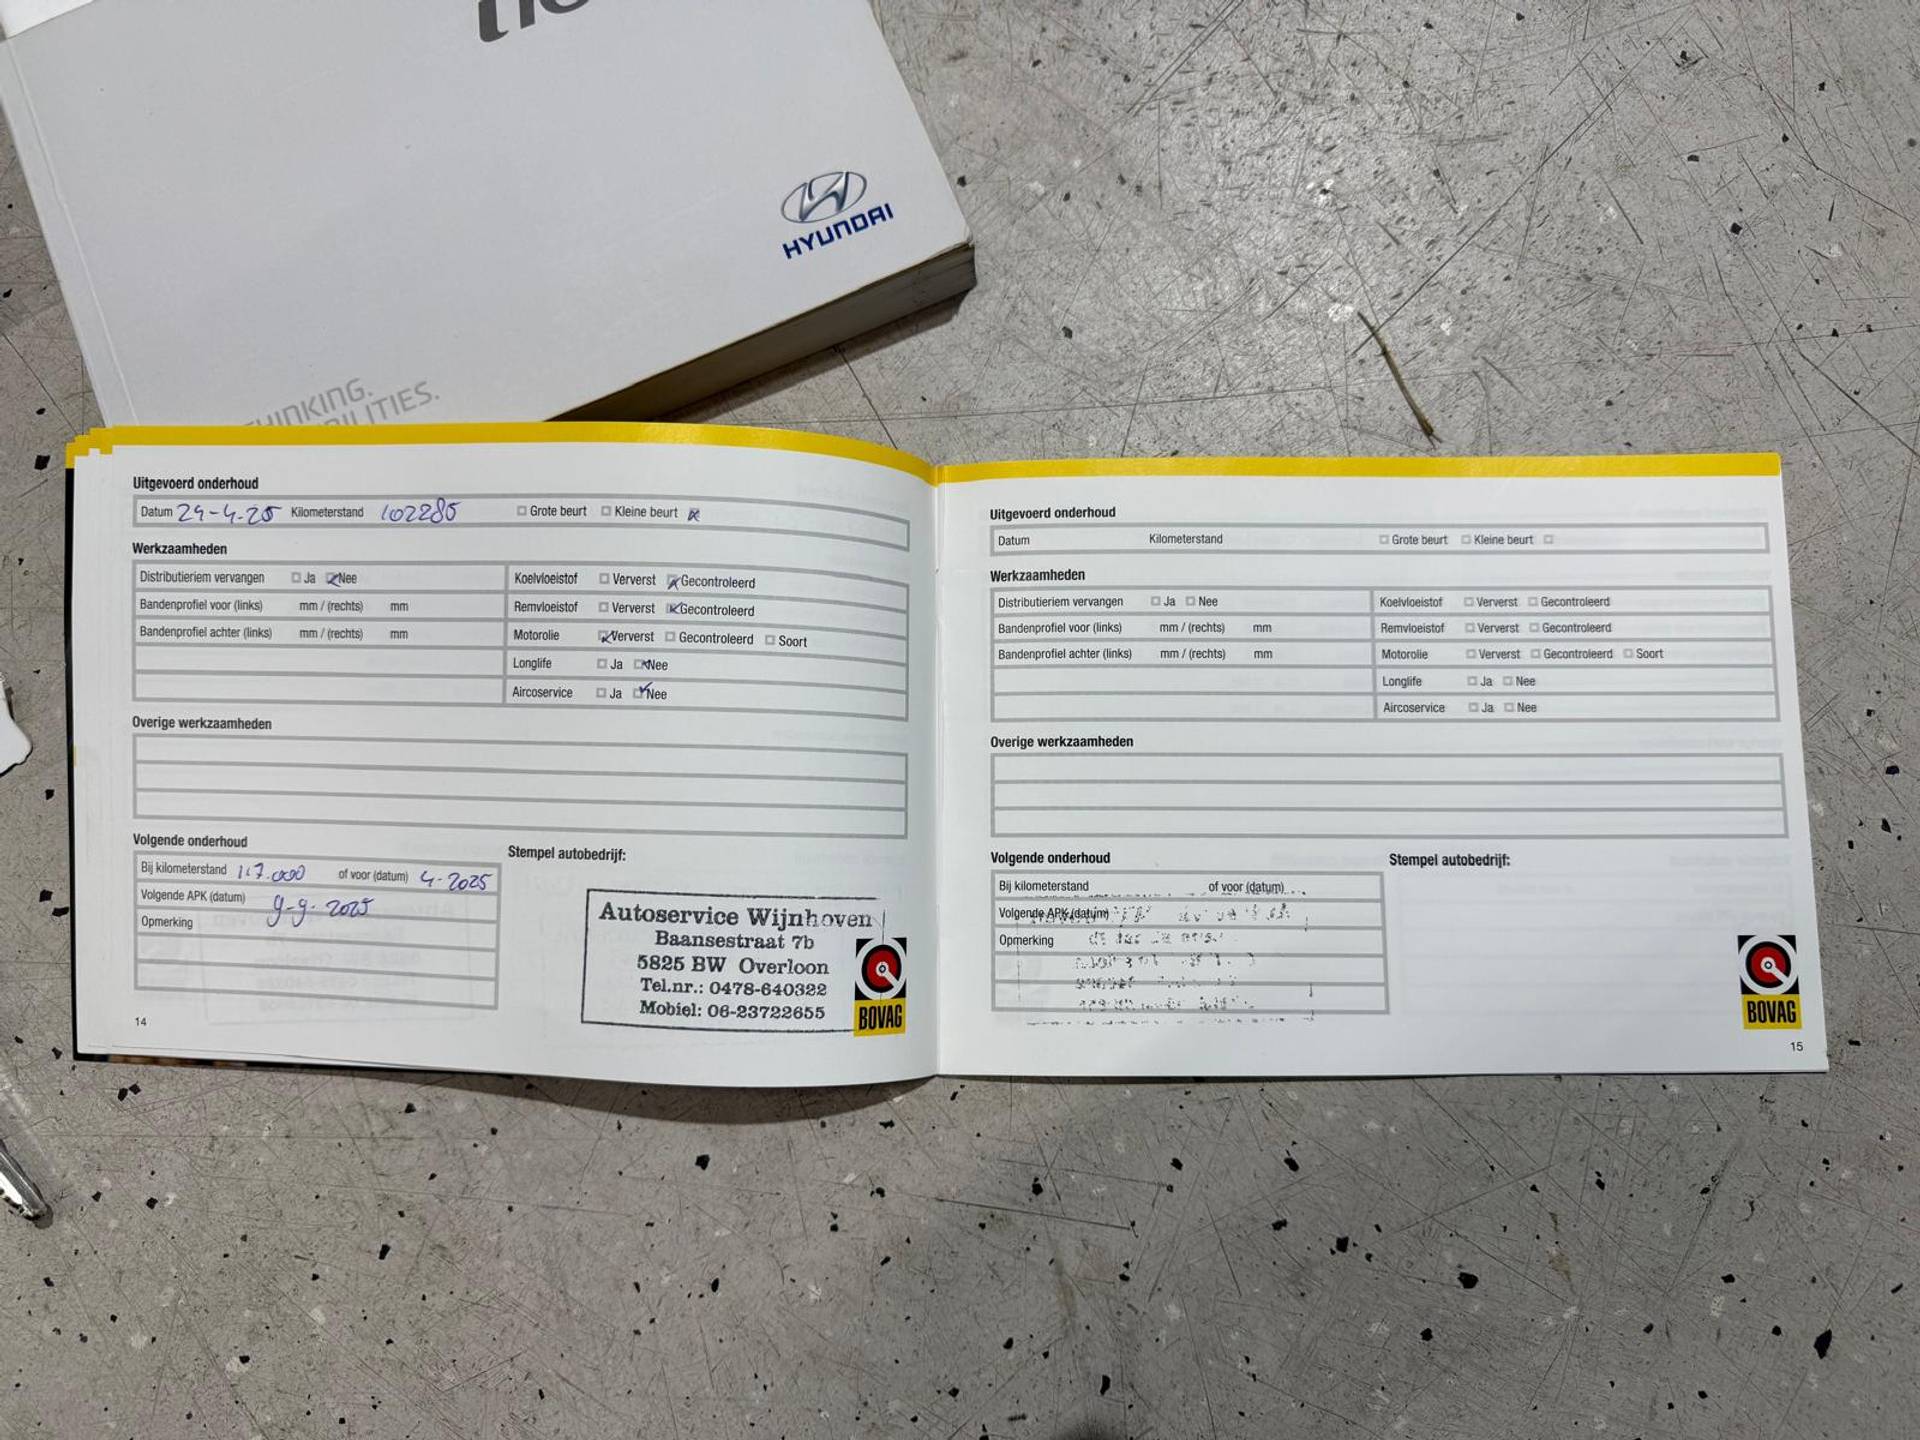 HYUNDAI
THINKING.
Uitgevoerd onderhoud
Datum 29-4-25 Kilometerstand 102285 Grote beurt Kleine beurt
Werkzaamheden
Distributieriem vervangen Ja Nee
Bandenprofiel voor (links) mm / (rechts) mm
Bandenprofiel achter (links) mm / (rechts) mm
Koelvloeistof Ververst Gecontroleerd
Remvloeistof Ververst Gecontroleerd
Motorolie Ververst Gecontroleerd Soort
Longlife Ja Nee
Aircoservice Ja Nee
Overige werkzaamheden
Volgende onderhoud
Bij kilometerstand 117.000 of voor (datum) 4-2025
Volgende APK (datum) 9-9-2025
Opmerking
Stempel autobedrijf:
Autoservice Wijnhoven
Baansestraat 7b
5825 BW Overloon
Tel.nr.: 0478-640322
Mobiel: 06-23722655
BOVAG
14
Uitgevoerd onderhoud
Datum Kilometerstand Grote beurt Kleine beurt
Werkzaamheden
Distributieriem vervangen Ja Nee
Bandenprofiel voor (links) mm / (rechts) mm
Bandenprofiel achter (links) mm / (rechts) mm
Koelvloeistof Ververst Gecontroleerd
Remvloeistof Ververst Gecontroleerd
Motorolie Ververst Gecontroleerd Soort
Longlife Ja Nee
Aircoservice Ja Nee
Overige werkzaamheden
Volgende onderhoud
Bij kilometerstand of voor (datum)
Volgende APK (datum)
Opmerking
Stempel autobedrijf:
BOVAG
15